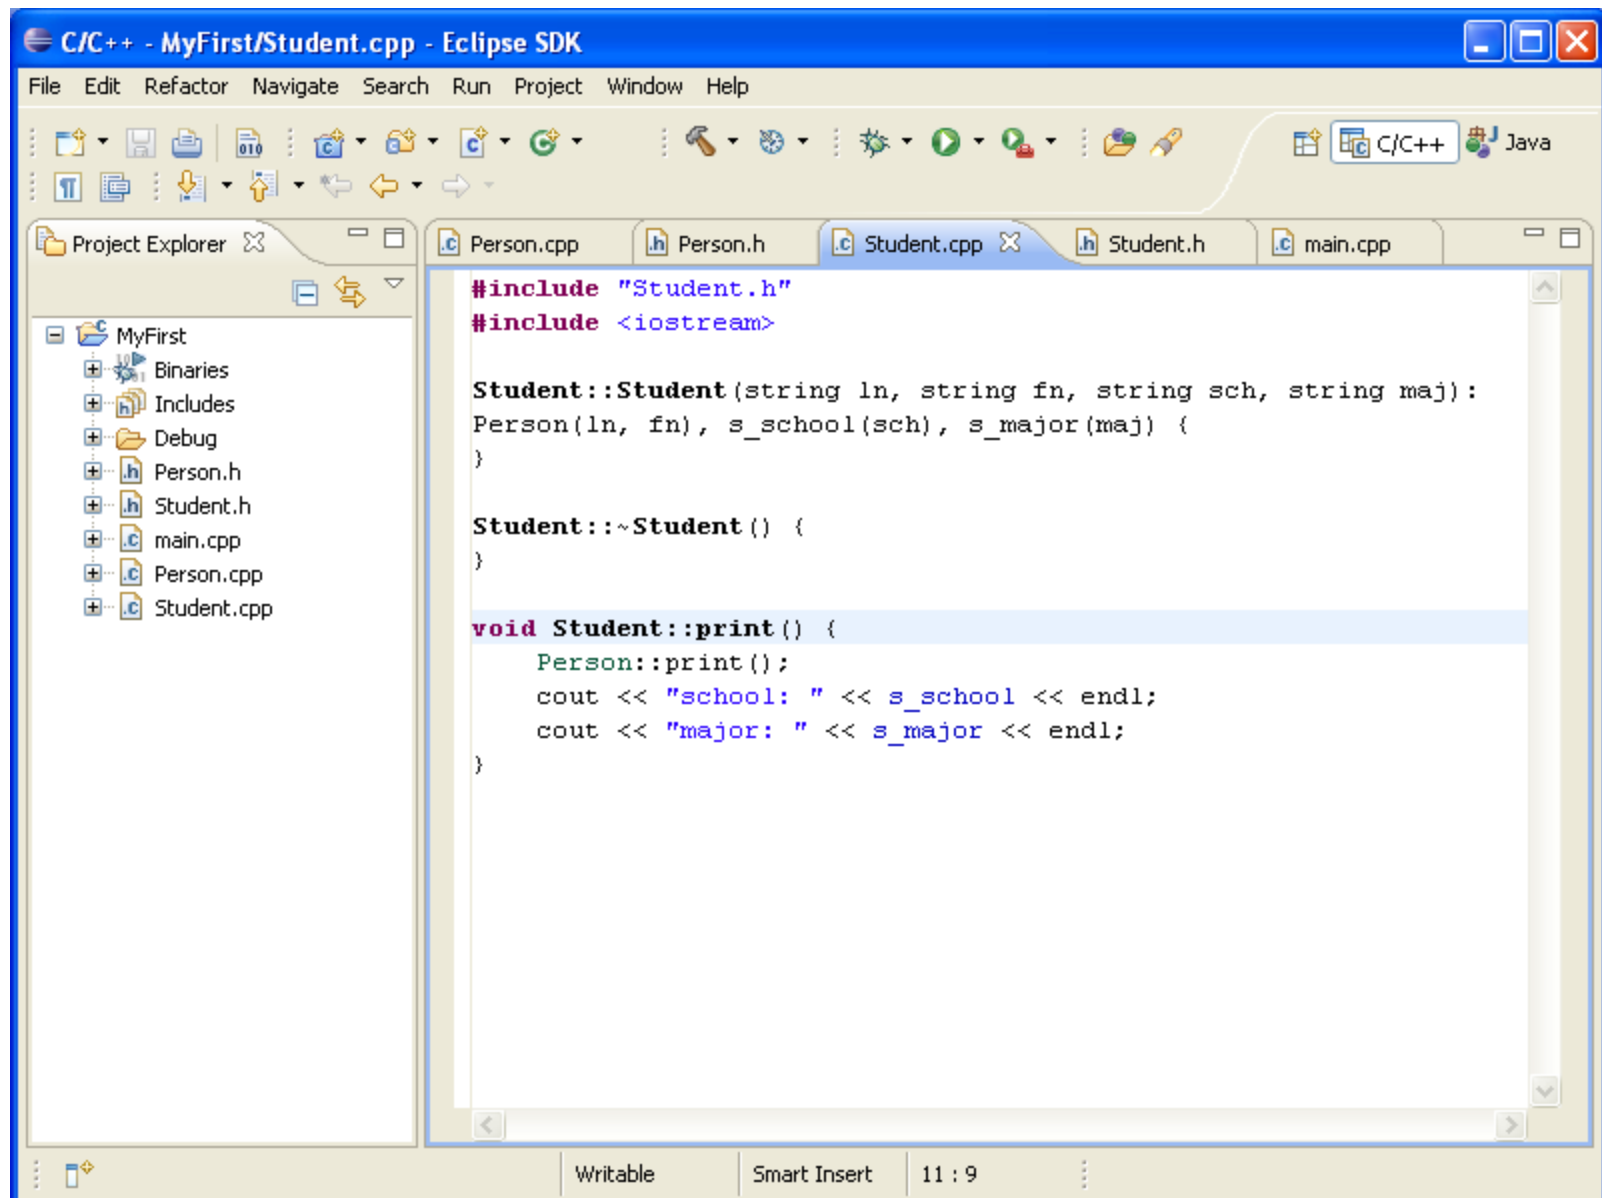 C/C++ - MyFirst/Student.cpp - Eclipse SDK
File Edit Refactor Navigate Search Run Project Window Help
010
C/C++ Java
Project Explorer
Person.cpp Person.h Student.cpp Student.h main.cpp
MyFirst
Binaries
Includes
Debug
Person.h
Student.h
main.cpp
Person.cpp
Student.cpp
#include "Student.h"
#include <iostream>
Student::Student(string ln, string fn, string sch, string maj):
Person(ln, fn), s_school(sch), s_major(maj) {
}
Student::~Student() {
}
void Student::print() {
    Person::print();
    cout << "school: " << s_school << endl;
    cout << "major: " << s_major << endl;
}
Writable Smart Insert 11 : 9